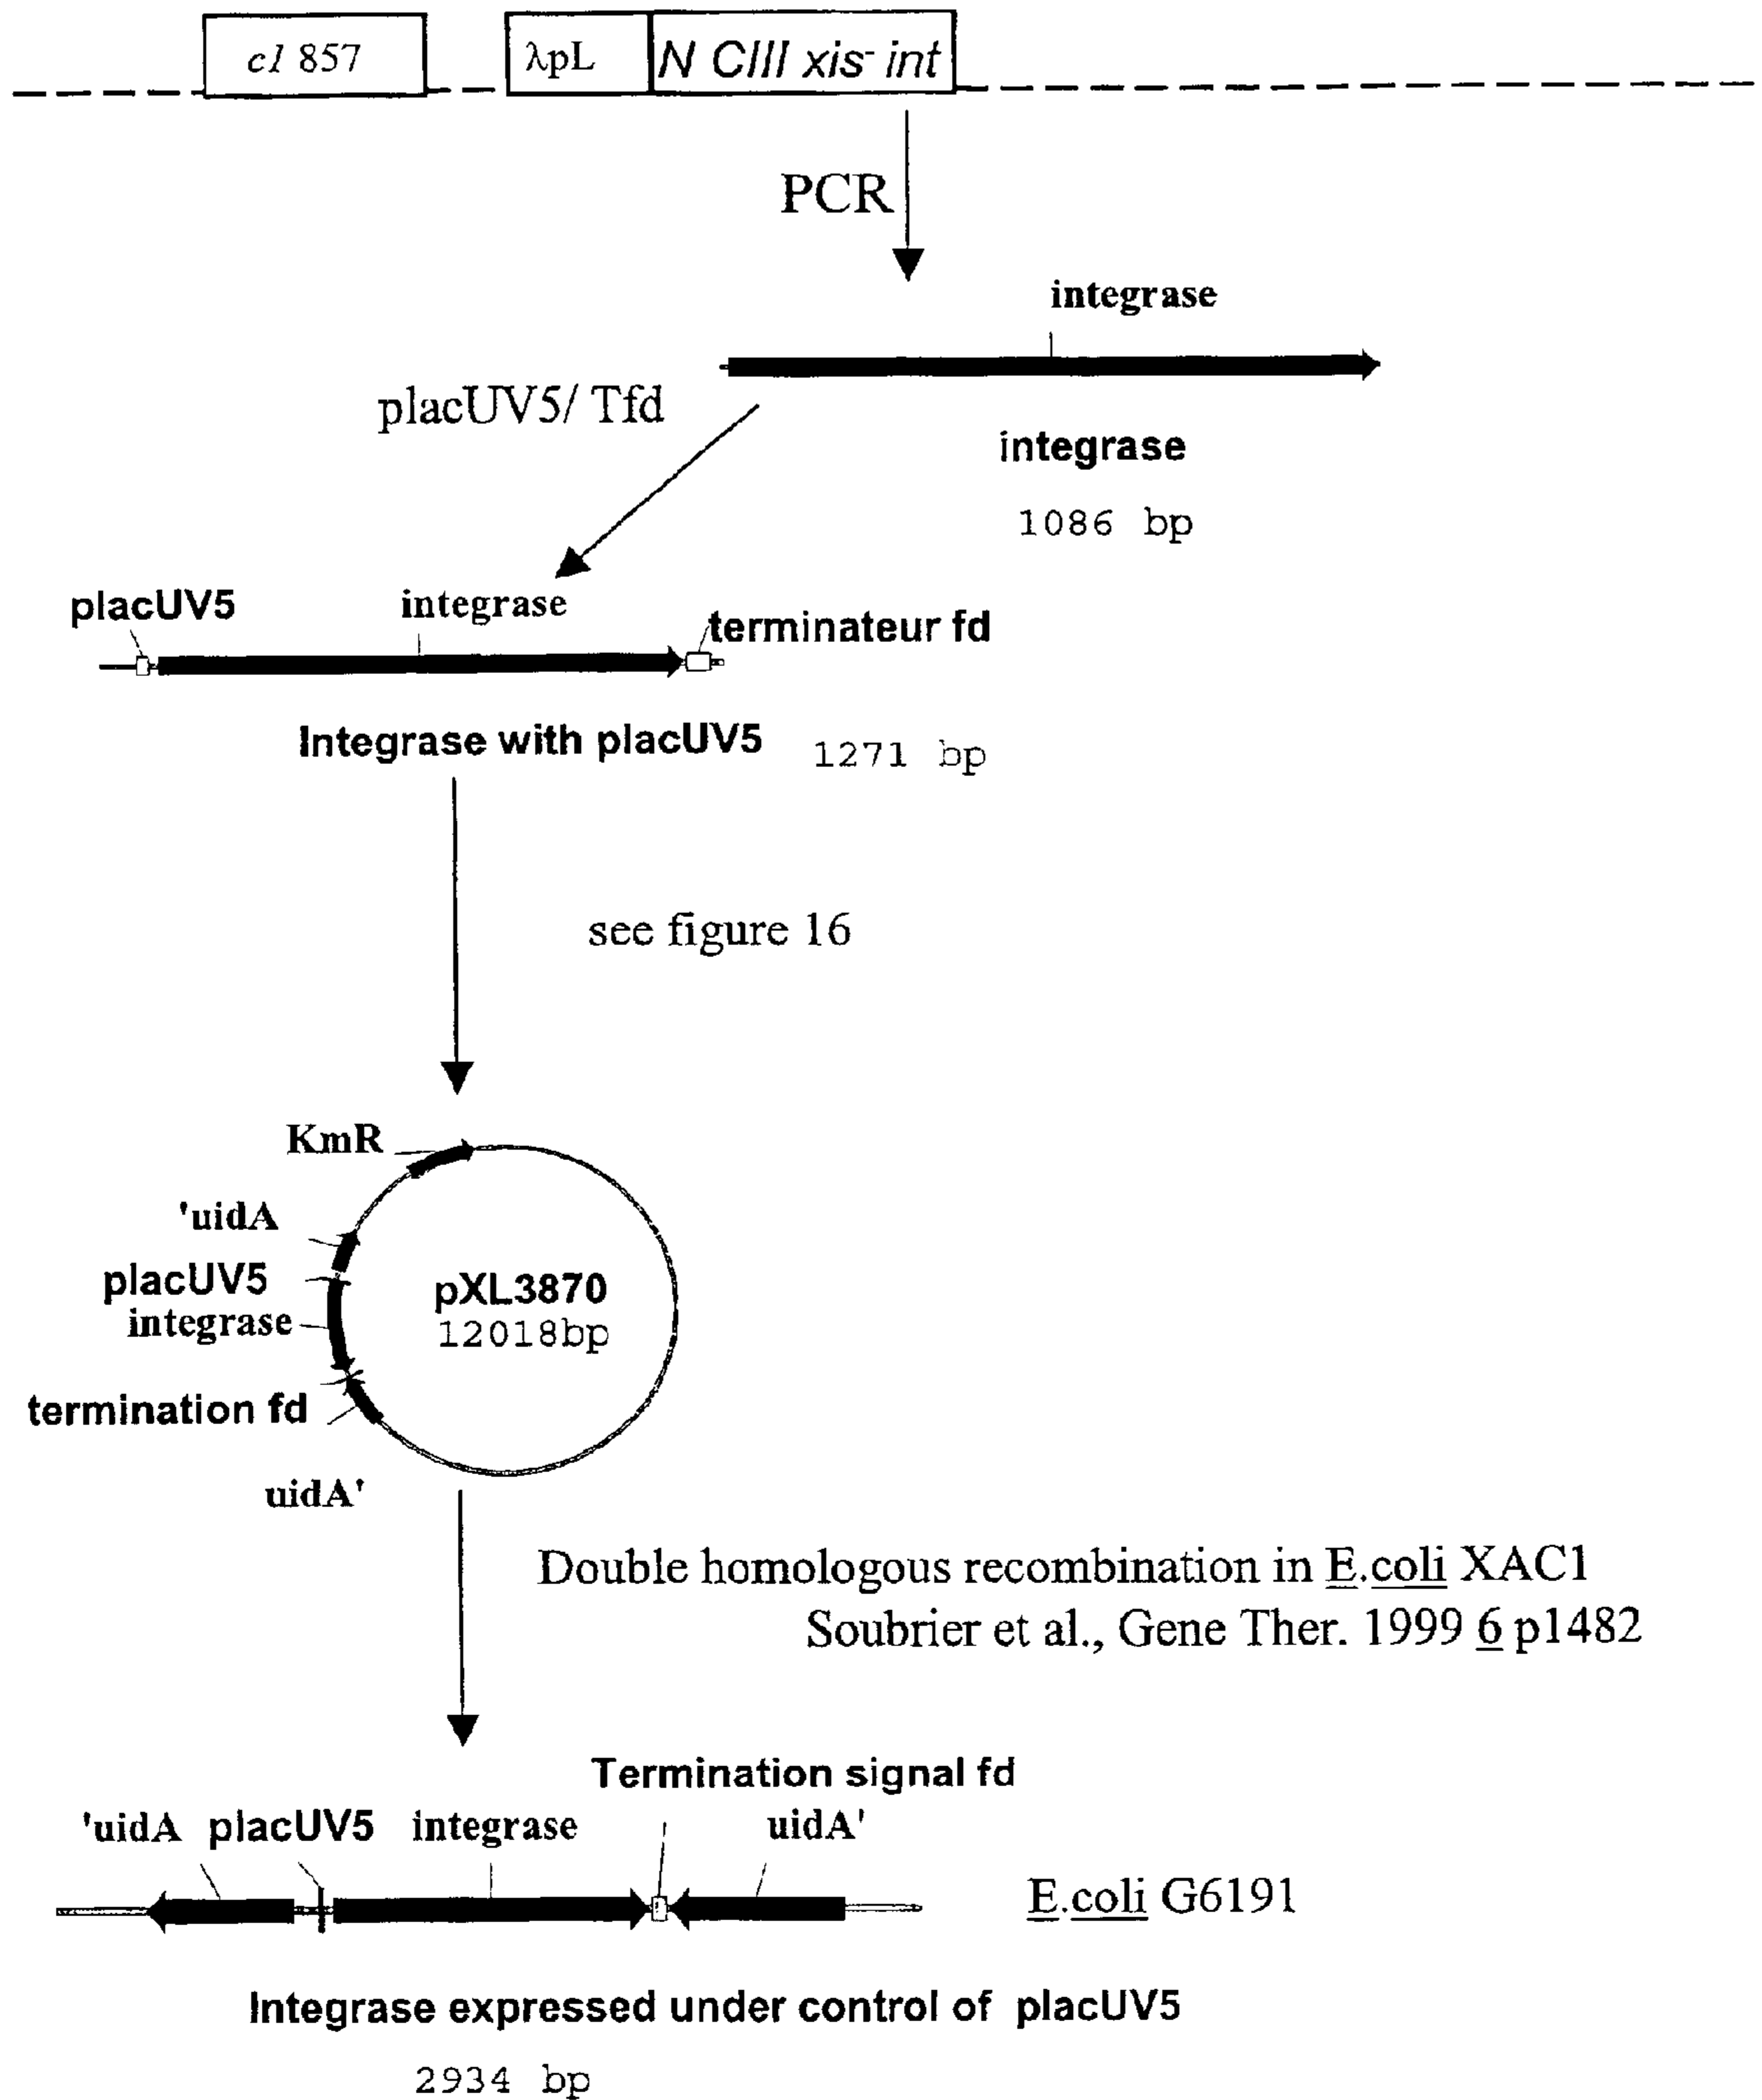 cI 857 λpL N CIII xis- int
PCR
integrase
placUV5/ Tfd
integrase
1086 bp
placUV5 integrase terminateur fd
Integrase with placUV5 1271 bp
see figure 16
KmR
'uidA
placUV5
integrase
pXL3870
12018bp
termination fd
uidA'
Double homologous recombination in E.coli XAC1
Soubrier et al., Gene Ther. 1999 6 p1482
Termination signal fd
'uidA placUV5 integrase uidA'
E.coli G6191
Integrase expressed under control of placUV5
2934 bp